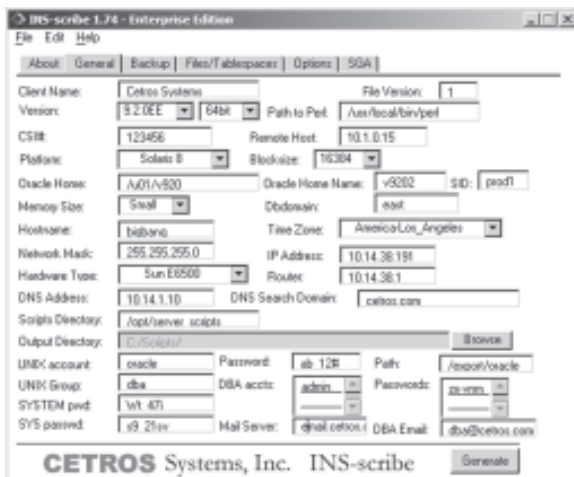 INS-scribe 1.74 - Enterprise Edition
File Edit Help
About General Backup Files/Tablespaces Options SGA
Client Name: Cetros Systems File Version: 1
Version: 9.2.0EE 64bit Path to Perl: /usr/local/bin/perl
CSI#: 123456 Remote Host: 10.1.0.15
Platform: Solaris 8 Blocksize: 16384
Oracle Home: /u01/v920 Oracle Home Name: v9202 SID: prod1
Memory Size: Small Dbdomain: east
Hostname: bigbang Time Zone: America-Los_Angeles
Network Mask: 255.255.255.0 IP Address: 10.14.38.191
Hardware Type: Sun E6500 Router: 10.14.38.1
DNS Address: 10.14.1.10 DNS Search Domain: cetros.com
Scripts Directory: /opt/server_scripts
Output Directory: C:/Scripts/ Browse
UNIX account: oracle Password: ab_12# Path: /export/oracle
UNIX Group: dba DBA accts: admin Passwords:
SYSTEM pwd:
SYS passwd: Mail Server: DBA Email: dba@cetros.com
CETROS Systems, Inc. INS-scribe Generate